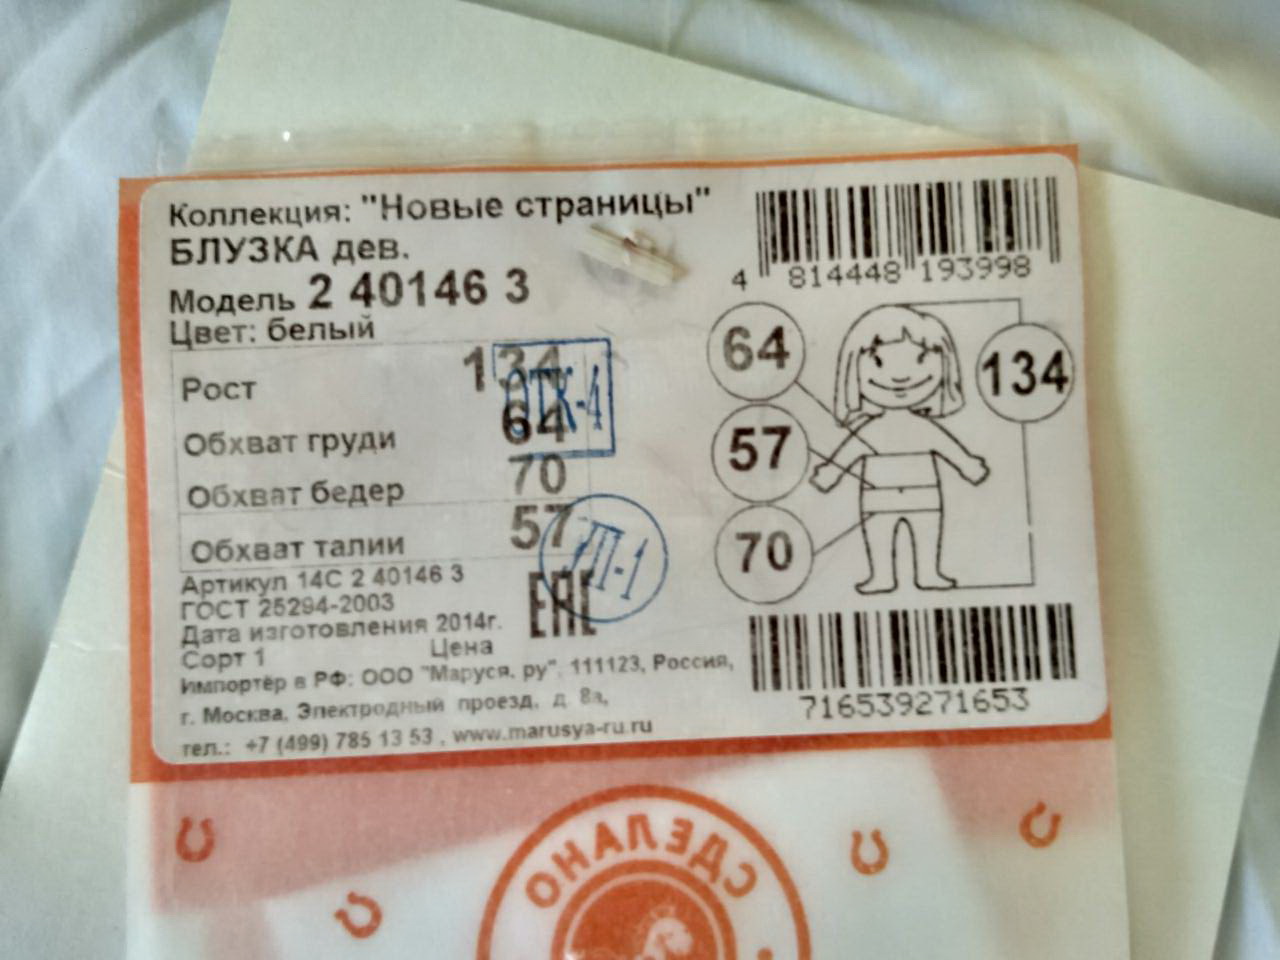 Коллекция: "Новые страницы"
БЛУЗКА дев.
Модель 2 40146 3
Цвет: белый
Рост 134
Обхват груди 64
Обхват бедер 70
Обхват талии 57
ОТК-4
Артикул 14С 2 40146 3
ГОСТ 25294-2003
Дата изготовления 2014г.
Сорт 1 Цена
EAC
Импортёр в РФ: ООО "Маруся. ру", 111123, Россия,
г. Москва, Электродный проезд, д 8а,
тел.: +7 (499) 785 13 53 , www.marusya-ru.ru
4 814448 193998
64
134
57
70
716539271653
СДЕЛАНО